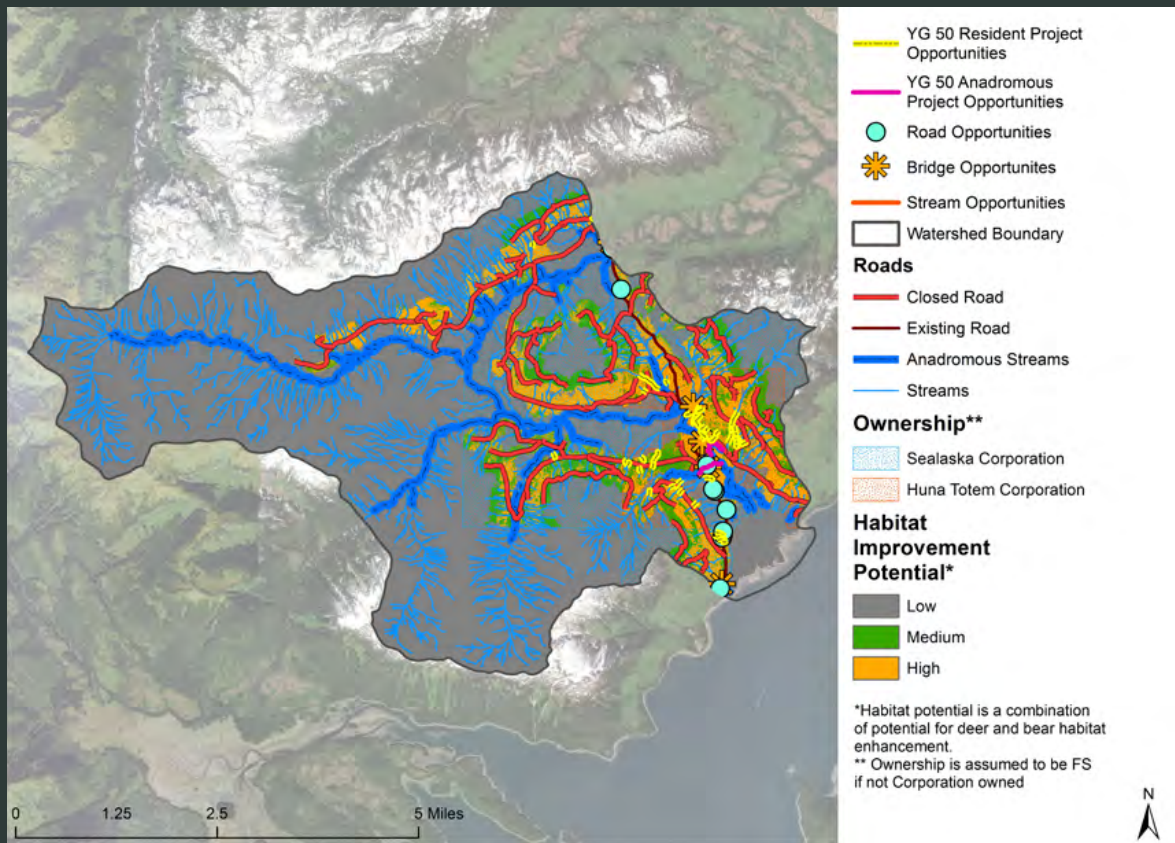 YG 50 Resident Project
Opportunities
YG 50 Anadromous
Project Opportunities
Road Opportunities
Bridge Opportunites
Stream Opportunities
Watershed Boundary
Roads
Closed Road
Existing Road
Anadromous Streams
Streams
Ownership**
Sealaska Corporation
Huna Totem Corporation
Habitat
Improvement
Potential*
Low
Medium
High
*Habitat potential is a combination
of potential for deer and bear habitat
enhancement.
** Ownership is assumed to be FS
if not Corporation owned
N
0 1.25 2.5 5 Miles